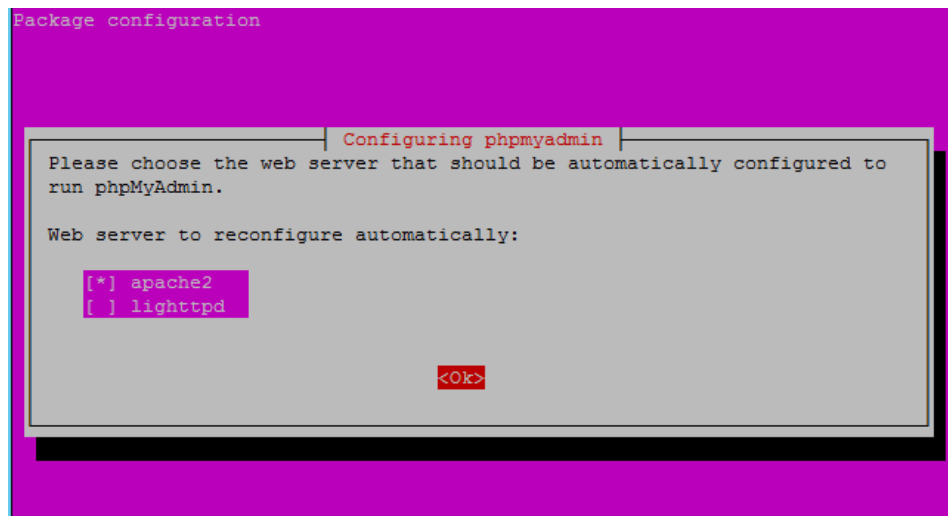 Package configuration
Configuring phpmyadmin
Please choose the web server that should be automatically configured to
run phpMyAdmin.
Web server to reconfigure automatically:
[*] apache2
[ ] lighttpd
<Ok>